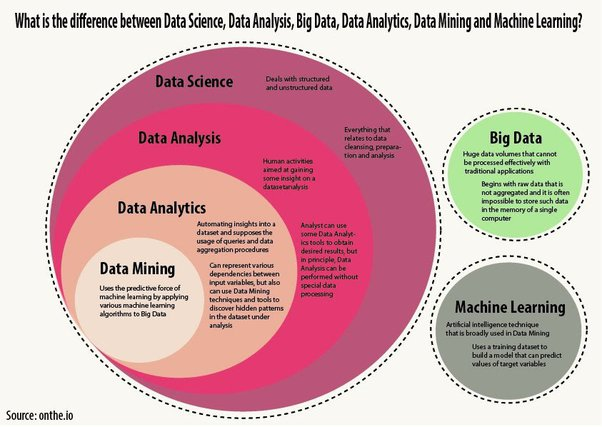 What is the difference between Data Science, Data Analysis, Big Data, Data Analytics, Data Mining and Machine Learning?
Data Science
Deals with structured
and unstructured data
Everything that
relates to data
cleansing, prepara-
tion and analysis
Data Analysis
Human activities
aimed at gaining
some insight on a
datasetanalysis
Analyst can use
some Data Analyt-
ics tools to obtain
desired results, but
in principle, Data
Analysis can be
performed without
special data
processing
Data Analytics
Automating insights into a
dataset and supposes the
usage of queries and data
aggregation procedures
Can represent various
dependencies between
input variables, but also
can use Data Mining
techniques and tools to
discover hidden patterns
in the dataset under
analysis
Data Mining
Uses the predictive force of
machine learning by applying
various machine learning
algorithms to Big Data
Big Data
Huge data volumes that cannot
be processed effectively with
traditional applications
Begins with raw data that is
not aggregated and it is often
impossible to store such data
in the memory of a single
computer
Machine Learning
Artificial intelligence technique
that is broadly used in Data Mining
Uses a training dataset to
build a model that can predict
values of target variables
Source: onthe.io